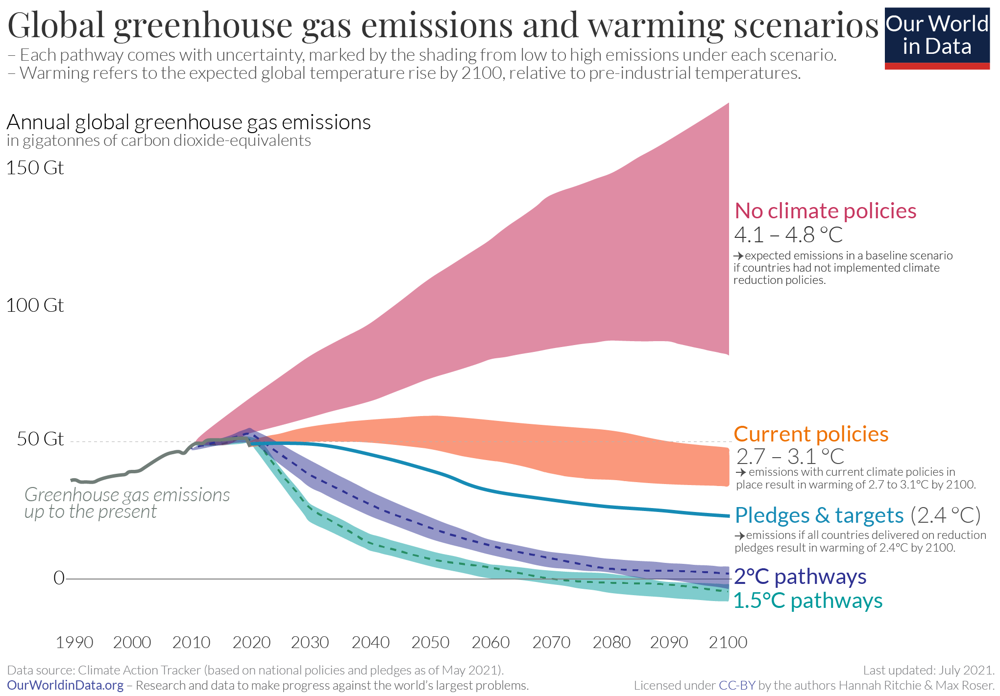 Global greenhouse gas emissions and warming scenarios
Our World
in Data
– Each pathway comes with uncertainty, marked by the shading from low to high emissions under each scenario.
– Warming refers to the expected global temperature rise by 2100, relative to pre-industrial temperatures.
Annual global greenhouse gas emissions
in gigatonnes of carbon dioxide-equivalents
150 Gt
100 Gt
50 Gt
0
Greenhouse gas emissions
up to the present
No climate policies
4.1 – 4.8 °C
→ expected emissions in a baseline scenario
if countries had not implemented climate
reduction policies.
Current policies
2.7 – 3.1 °C
→ emissions with current climate policies in
place result in warming of 2.7 to 3.1°C by 2100.
Pledges & targets (2.4 °C)
→ emissions if all countries delivered on reduction
pledges result in warming of 2.4°C by 2100.
2°C pathways
1.5°C pathways
1990 2000 2010 2020 2030 2040 2050 2060 2070 2080 2090 2100
Data source: Climate Action Tracker (based on national policies and pledges as of May 2021).
Last updated: July 2021.
OurWorldinData.org – Research and data to make progress against the world's largest problems.
Licensed under CC-BY by the authors Hannah Ritchie & Max Roser.